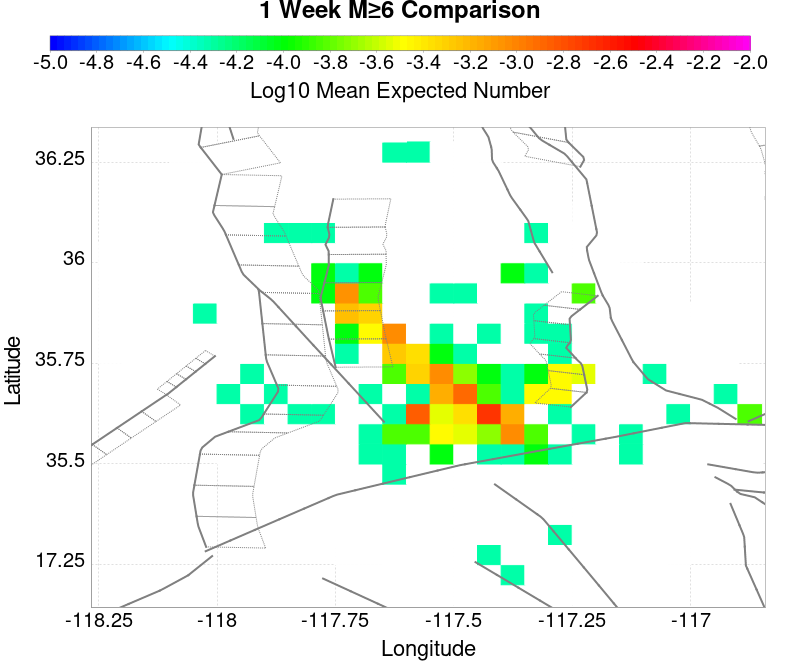 1 Week M≥6 Comparison
-5.0 -4.8 -4.6 -4.4 -4.2 -4.0 -3.8 -3.6 -3.4 -3.2 -3.0 -2.8 -2.6 -2.4 -2.2 -2.0
Log10 Mean Expected Number
36.25
36
35.75
35.5
17.25
Latitude
-118.25 -118 -117.75 -117.5 -117.25 -117
Longitude